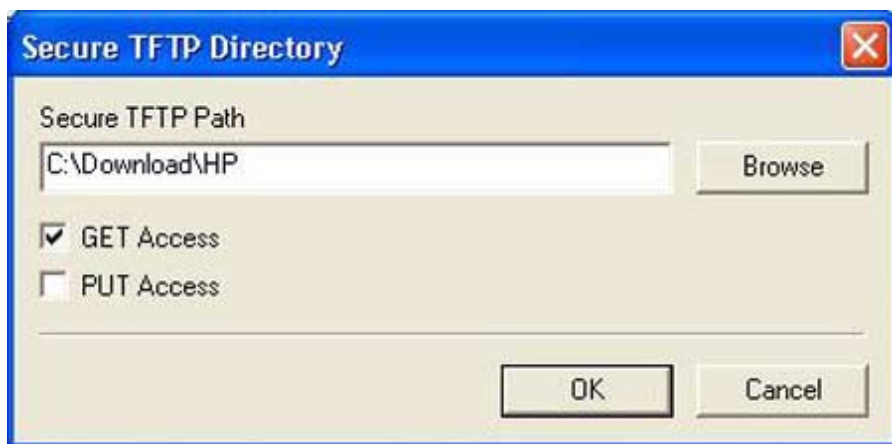 Secure TFTP Directory
Secure TFTP Path
C:\Download\HP
Browse
GET Access
PUT Access
OK
Cancel